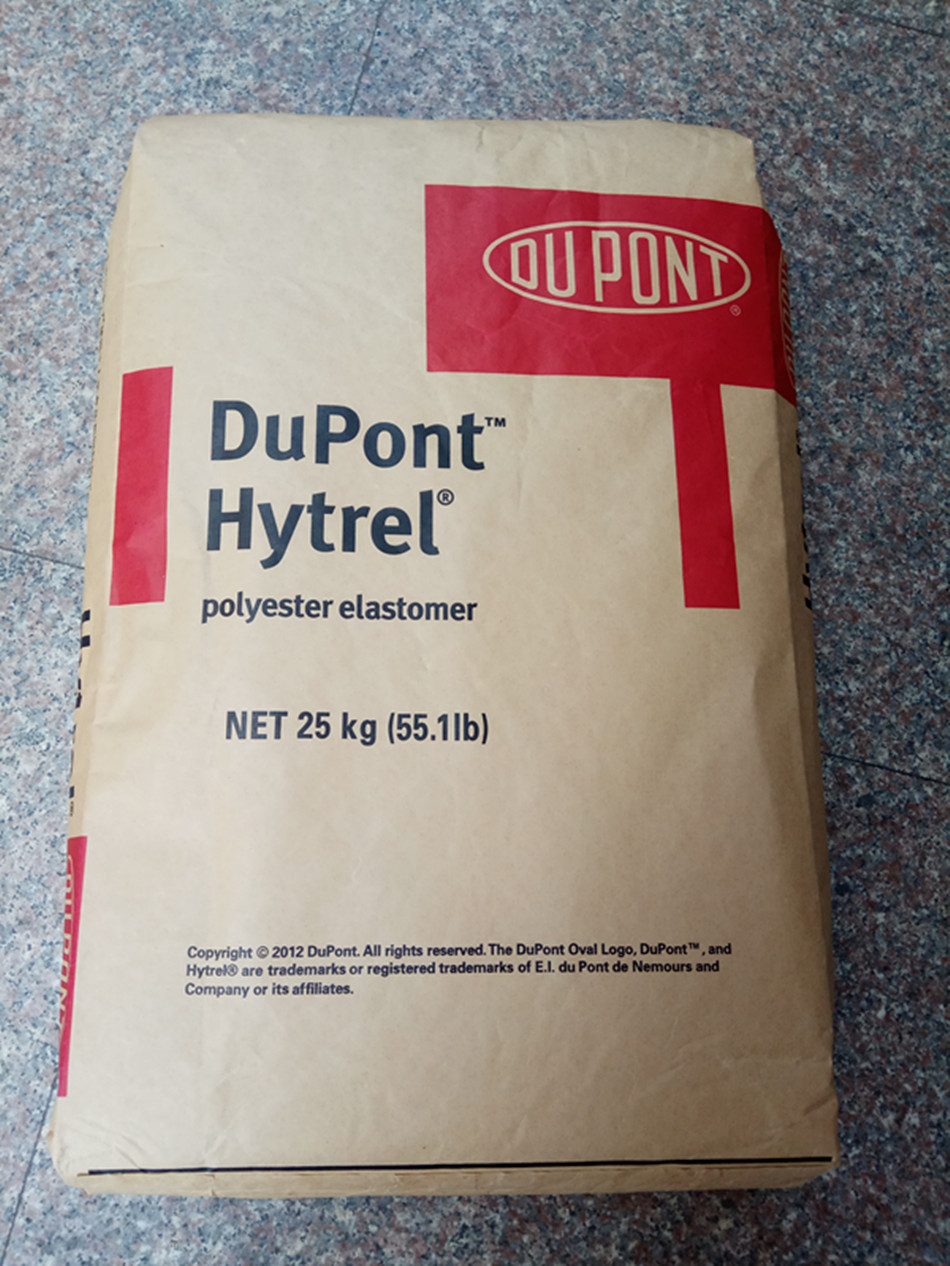 DU PONT
®
DuPont™
Hytrel®
polyester elastomer
NET 25 kg (55.1lb)
Copyright © 2012 DuPont. All rights reserved. The DuPont Oval Logo, DuPont™, and
Hytrel® are trademarks or registered trademarks of E.I. du Pont de Nemours and
Company or its affiliates.
DU PONT